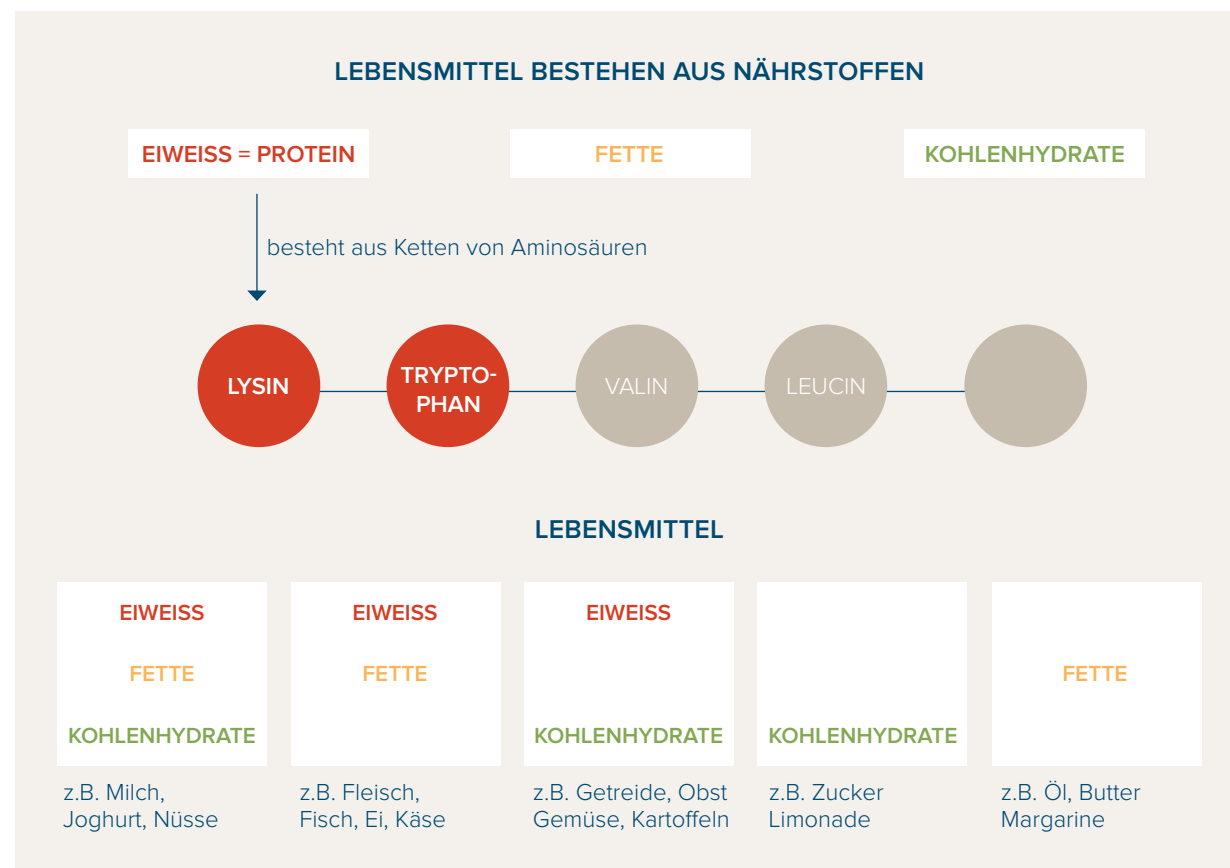 LEBENSMITTEL BESTEHEN AUS NÄHRSTOFFEN
EIWEISS = PROTEIN
FETTE
KOHLENHYDRATE
besteht aus Ketten von Aminosäuren
LYSIN
TRYPTO-
PHAN
VALIN
LEUCIN
LEBENSMITTEL
EIWEISS
FETTE
KOHLENHYDRATE
z.B. Milch,
Joghurt, Nüsse
EIWEISS
FETTE
z.B. Fleisch,
Fisch, Ei, Käse
EIWEISS
KOHLENHYDRATE
z.B. Getreide, Obst
Gemüse, Kartoffeln
KOHLENHYDRATE
z.B. Zucker
Limonade
FETTE
z.B. Öl, Butter
Margarine